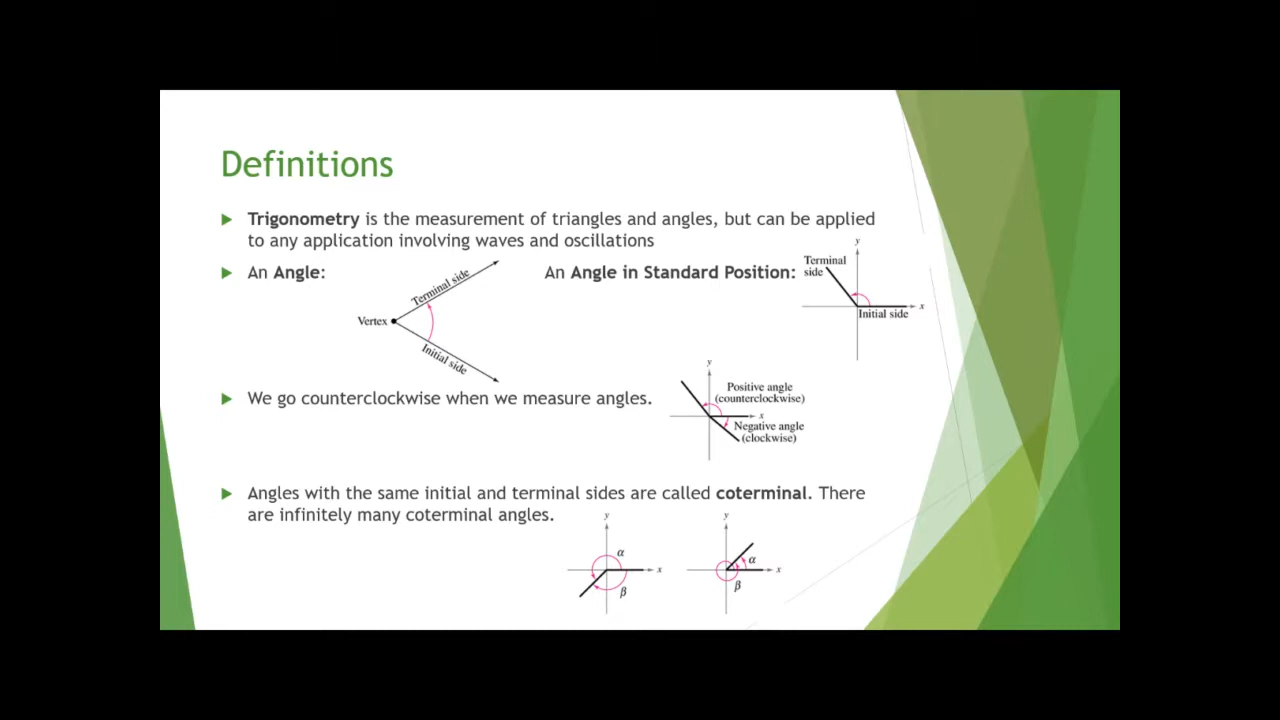 Definitions
Trigonometry is the measurement of triangles and angles, but can be applied
to any application involving waves and oscillations
An Angle:
Terminal side
Vertex
Initial side
An Angle in Standard Position:
y
Terminal
side
x
Initial side
We go counterclockwise when we measure angles.
y
Positive angle
(counterclockwise)
x
Negative angle
(clockwise)
Angles with the same initial and terminal sides are called coterminal. There
are infinitely many coterminal angles.
y
α
x
β
y
α
x
β